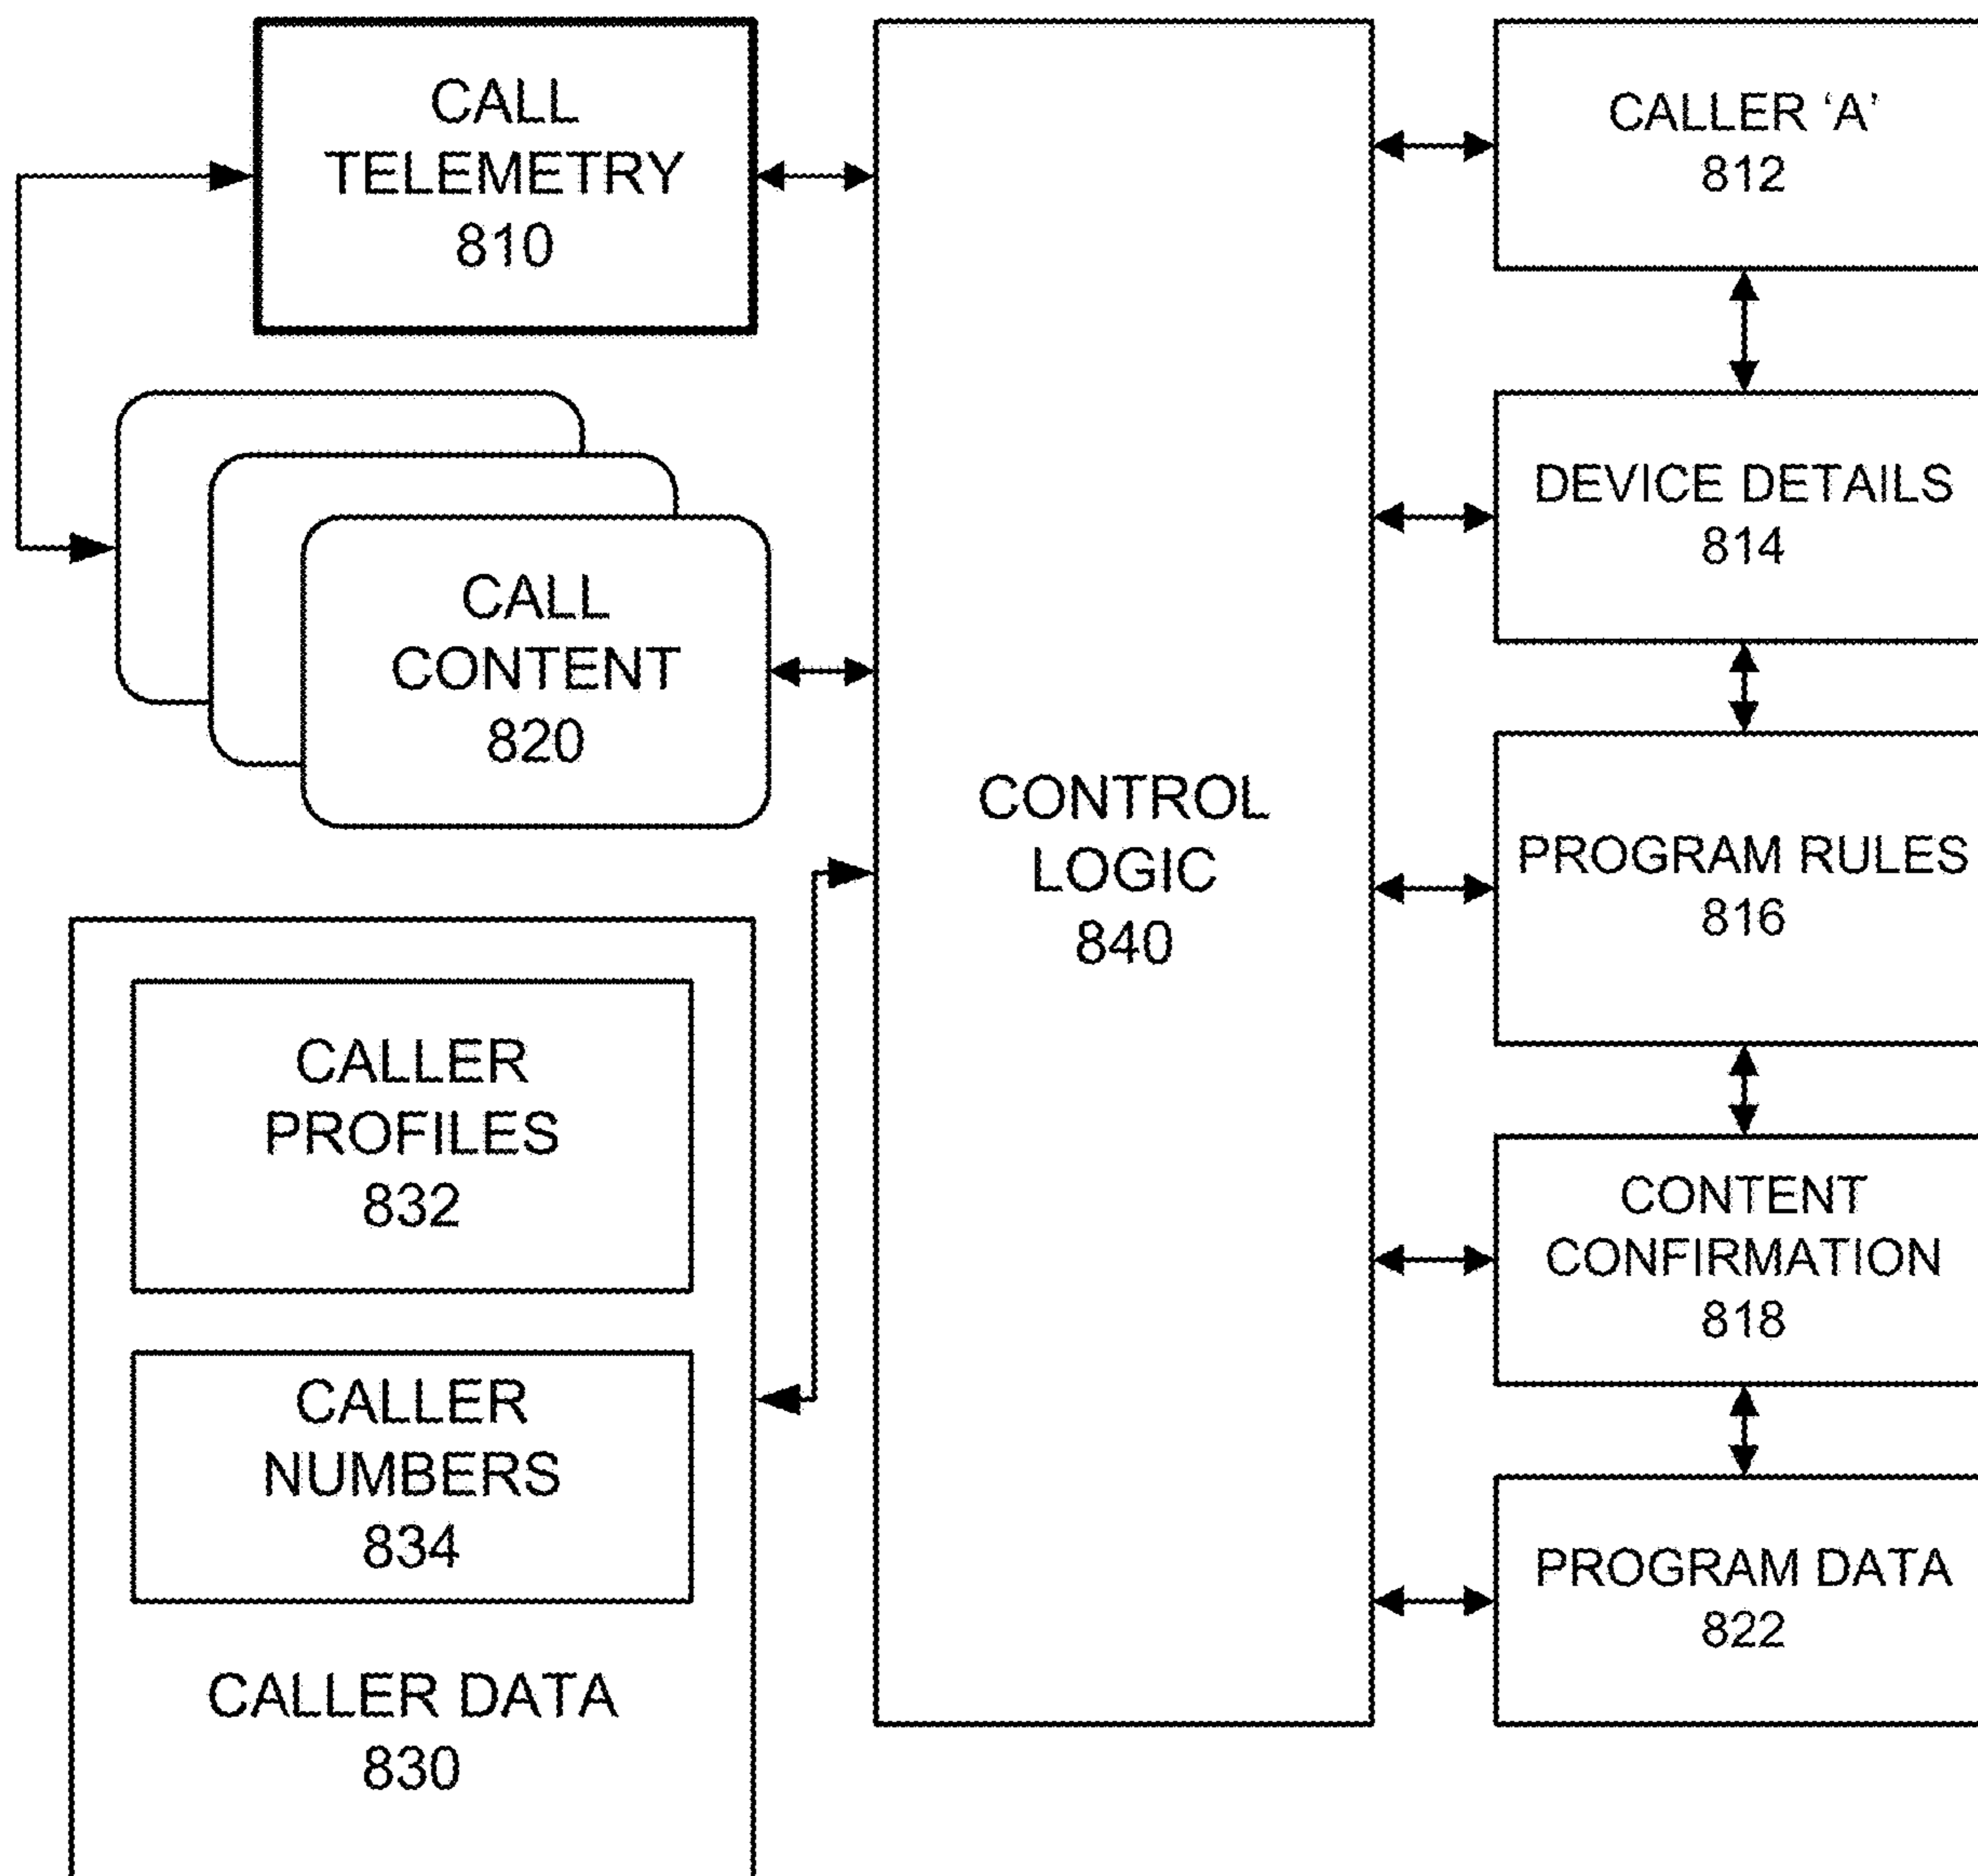 CALL
TELEMETRY
810
CALL
CONTENT
820
CALLER
PROFILES
832
CALLER
NUMBERS
834
CALLER DATA
830
CONTROL
LOGIC
840
CALLER ‘A’
812
DEVICE DETAILS
814
PROGRAM RULES
816
CONTENT
CONFIRMATION
818
PROGRAM DATA
822